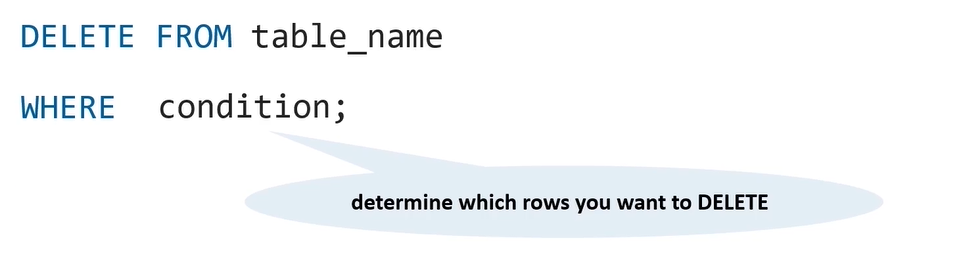 DELETE FROM table_name
WHERE condition;
determine which rows you want to DELETE